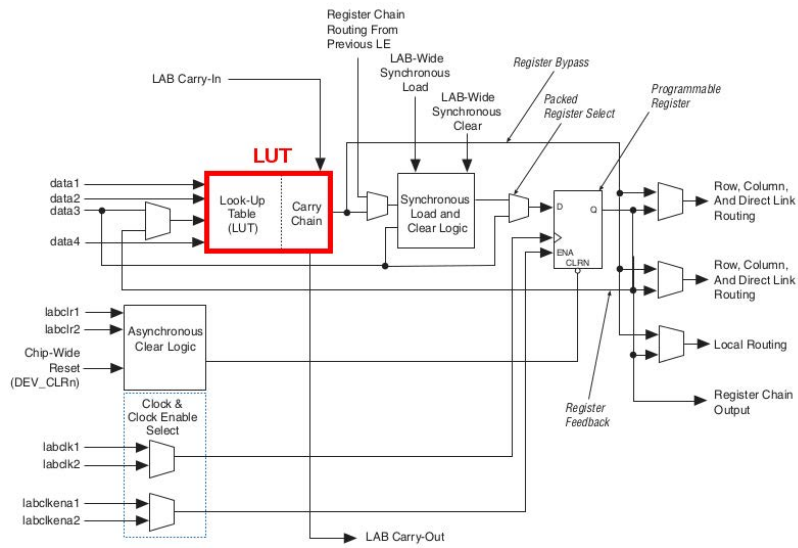 Register Chain
Routing From
Previous LE
LAB-Wide
Synchronous
Load
Register Bypass
LAB Carry-In
LAB-Wide
Synchronous
Clear
Packed
Register Select
Programmable
Register
LUT
data1
data2
data3
data4
Look-Up
Table
(LUT)
Carry
Chain
Synchronous
Load and
Clear Logic
D
Q
ENA
CLRN
Row, Column,
And Direct Link
Routing
Row, Column,
And Direct Link
Routing
labclr1
labclr2
Chip-Wide
Reset
(DEV_CLRn)
Asynchronous
Clear Logic
Local Routing
Clock &
Clock Enable
Select
Register
Feedback
Register Chain
Output
labclk1
labclk2
labclkena1
labclkena2
LAB Carry-Out